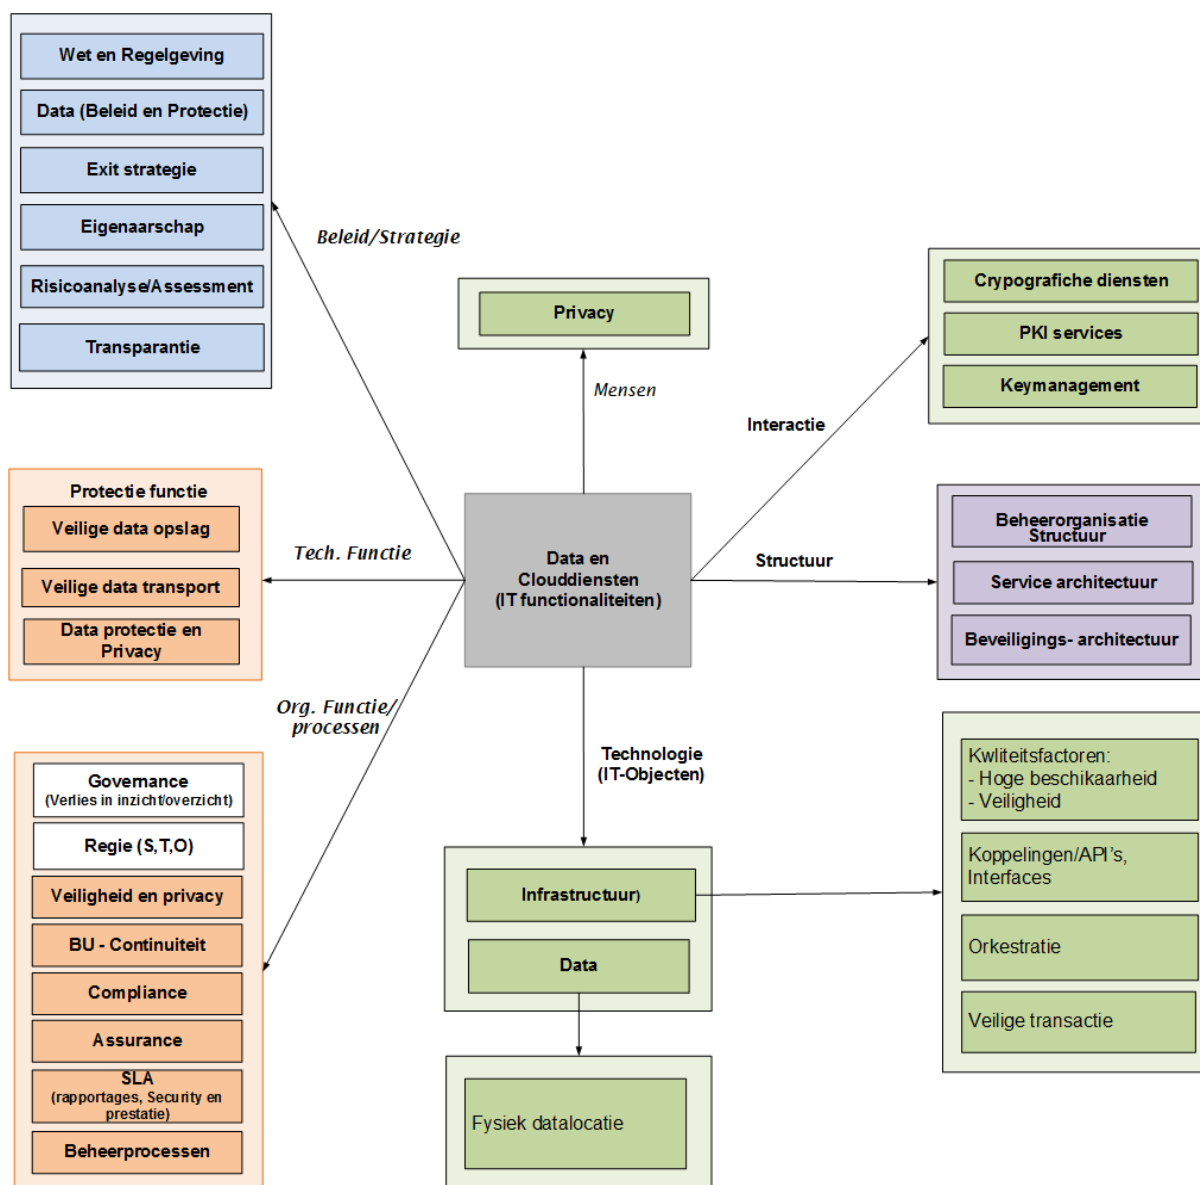 Wet en Regelgeving
Data (Beleid en Protectie)
Exit strategie
Eigenaarschap
Risicoanalyse/Assessment
Transparantie
Beleid/Strategie
Privacy
Mensen
Crypografiche diensten
PKI services
Keymanagement
Interactie
Protectie functie
Veilige data opslag
Veilige data transport
Data protectie en
Privacy
Tech. Functie
Data en
Clouddiensten
(IT functionaliteiten)
Structuur
Beheerorganisatie
Structuur
Service architectuur
Beveiligings- architectuur
Org. Functie/
processen
Technologie
(IT-Objecten)
Governance
(Verlies in inzicht/overzicht)
Regie (S,T,O)
Veiligheid en privacy
BU - Continuiteit
Compliance
Assurance
SLA
(rapportages, Security en
prestatie)
Beheerprocessen
Infrastructuur)
Data
Fysiek datalocatie
Kwliteitsfactoren:
- Hoge beschikaarheid
- Veiligheid
Koppelingen/API's,
Interfaces
Orkestratie
Veilige transactie